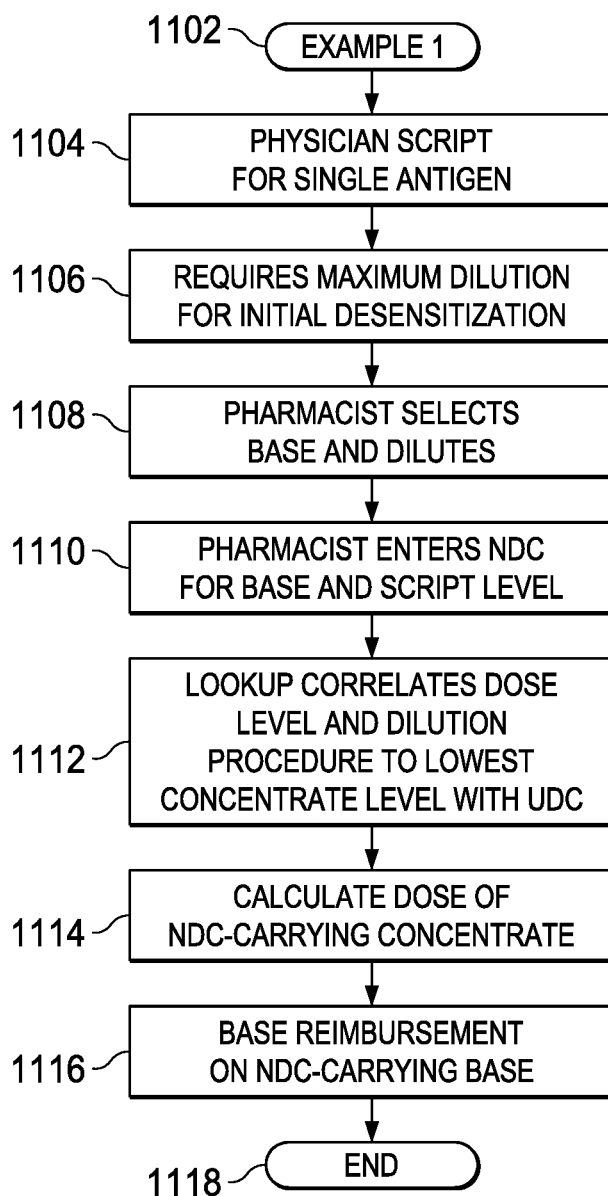 1102
EXAMPLE 1
1104
PHYSICIAN SCRIPT
FOR SINGLE ANTIGEN
1106
REQUIRES MAXIMUM DILUTION
FOR INITIAL DESENSITIZATION
1108
PHARMACIST SELECTS
BASE AND DILUTES
1110
PHARMACIST ENTERS NDC
FOR BASE AND SCRIPT LEVEL
1112
LOOKUP CORRELATES DOSE
LEVEL AND DILUTION
PROCEDURE TO LOWEST
CONCENTRATE LEVEL WITH UDC
1114
CALCULATE DOSE OF
NDC-CARRYING CONCENTRATE
1116
BASE REIMBURSEMENT
ON NDC-CARRYING BASE
1118
END